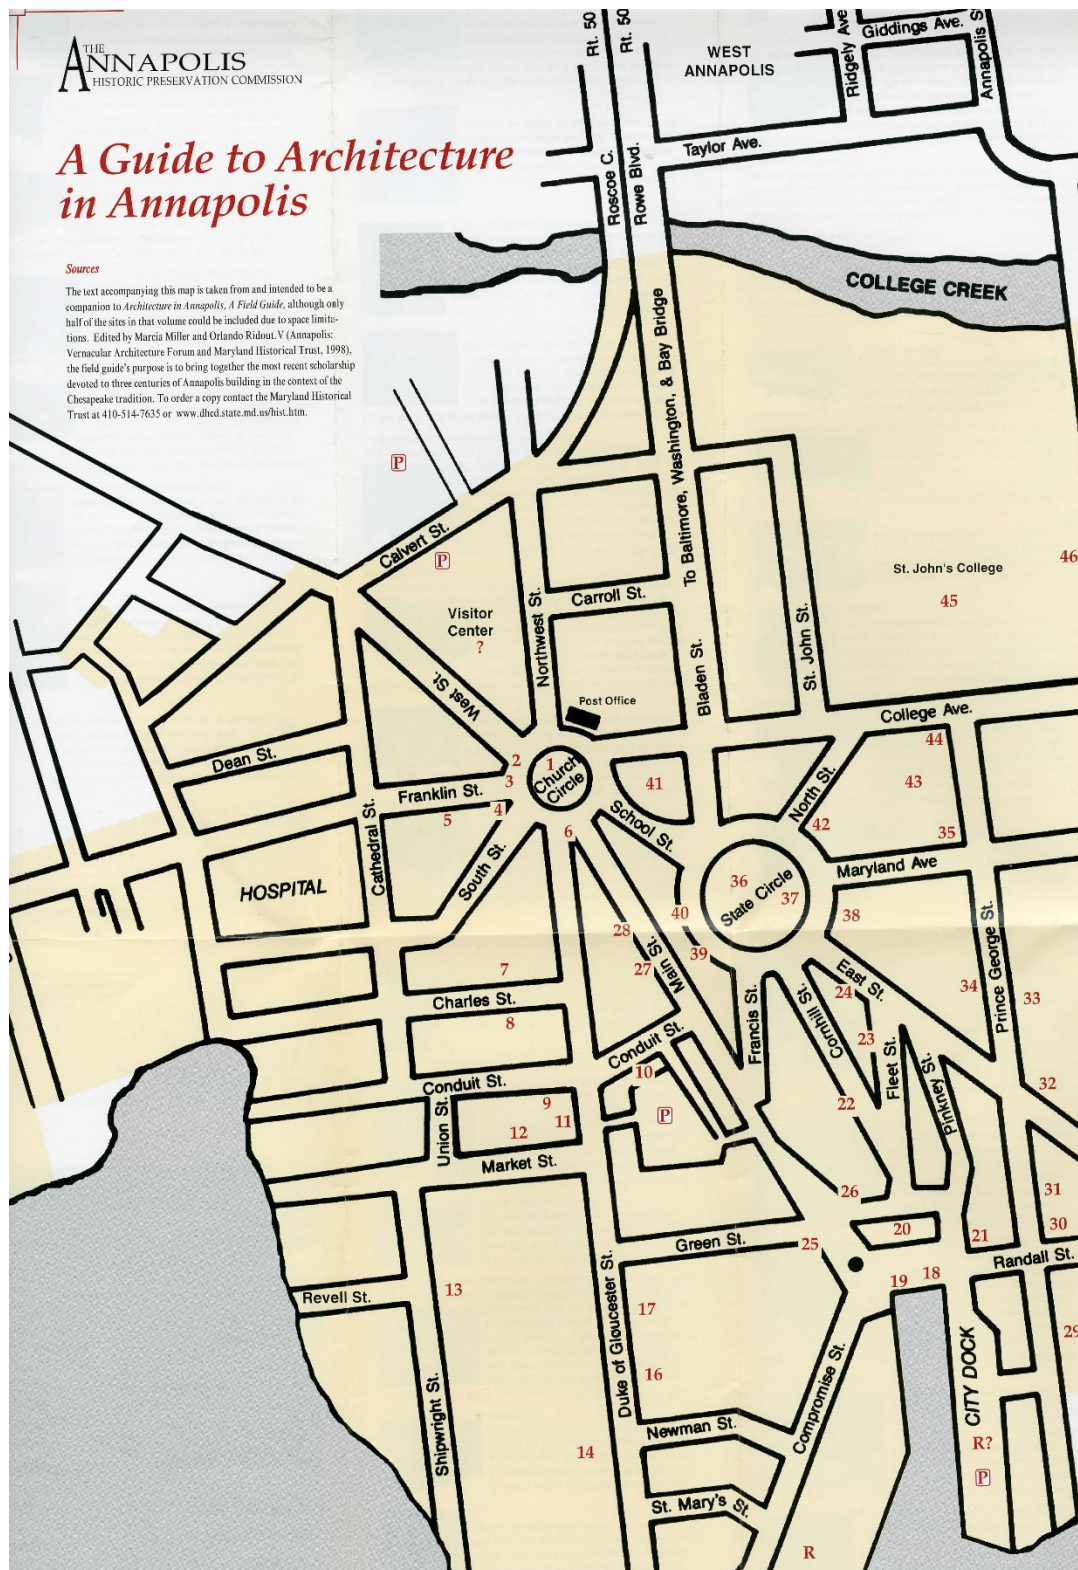 THE
ANNAPOLIS
HISTORIC PRESERVATION COMMISSION
A Guide to Architecture
in Annapolis
Sources
The text accompanying this map is taken from and intended to be a
companion to Architecture in Annapolis, A Field Guide, although only
half of the sites in that volume could be included due to space limita-
tions. Edited by Marcia Miller and Orlando Ridout.V (Annapolis:
Vernacular Architecture Forum and Maryland Historical Trust, 1998),
the field guide's purpose is to bring together the most recent scholarship
devoted to three centuries of Annapolis building in the context of the
Chesapeake tradition. To order a copy contact the Maryland Historical
Trust at 410-514-7635 or www.dhcd.state.md.us/hist.htm.
Rt. 50
Rt. 50
WEST
ANNAPOLIS
Ridgely Ave
Giddings Ave.
Annapolis S
Taylor Ave.
Roscoe C.
Rowe Blvd.
COLLEGE CREEK
To Baltimore, Washington, & Bay Bridge
P
Calvert St.
P
Visitor
Center
?
Northwest St.
Carroll St.
St. John's College
45
46
West St.
Post Office
Bladen St.
St. John St.
College Ave.
44
Dean St.
2
1
Church
Circle
3
Franklin St.
4
5
6
41
School St.
North St.
43
42
35
Cathedral St.
South St.
HOSPITAL
Maryland Ave
36
State Circle
37
38
40
28
Main St.
39
27
7
Charles St.
8
Francis St.
Cornhill St.
East St.
24
23
34
Prince George St.
33
Conduit St.
10
Conduit St.
9
11
12
P
Union St.
Market St.
22
Fleet St.
Pinkney St.
32
26
31
Green St.
25
20
21
30
Randall St.
Revell St.
13
Duke of Gloucester St.
17
19
18
29
16
Shipwright St.
14
Newman St.
Compromise St.
CITY DOCK
R?
P
St. Mary's St.
R